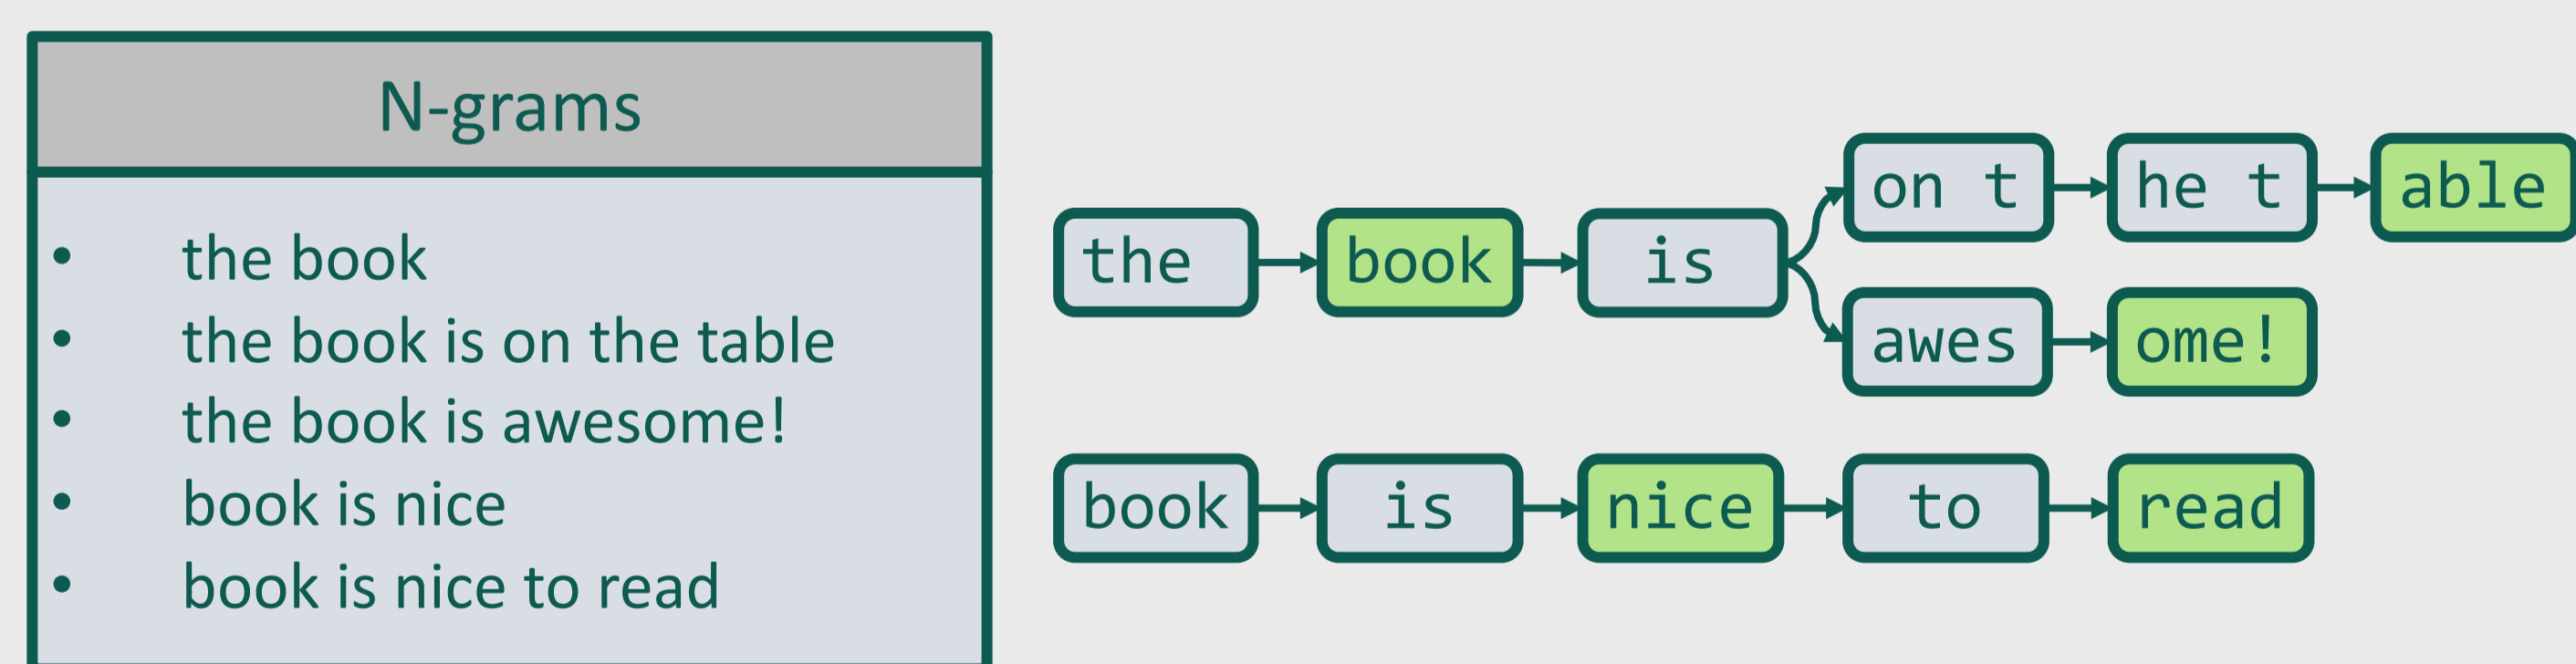 N-grams
• the book
• the book is on the table
• the book is awesome!
• book is nice
• book is nice to read
on t he t able
the book is
awes ome!
book is nice to read